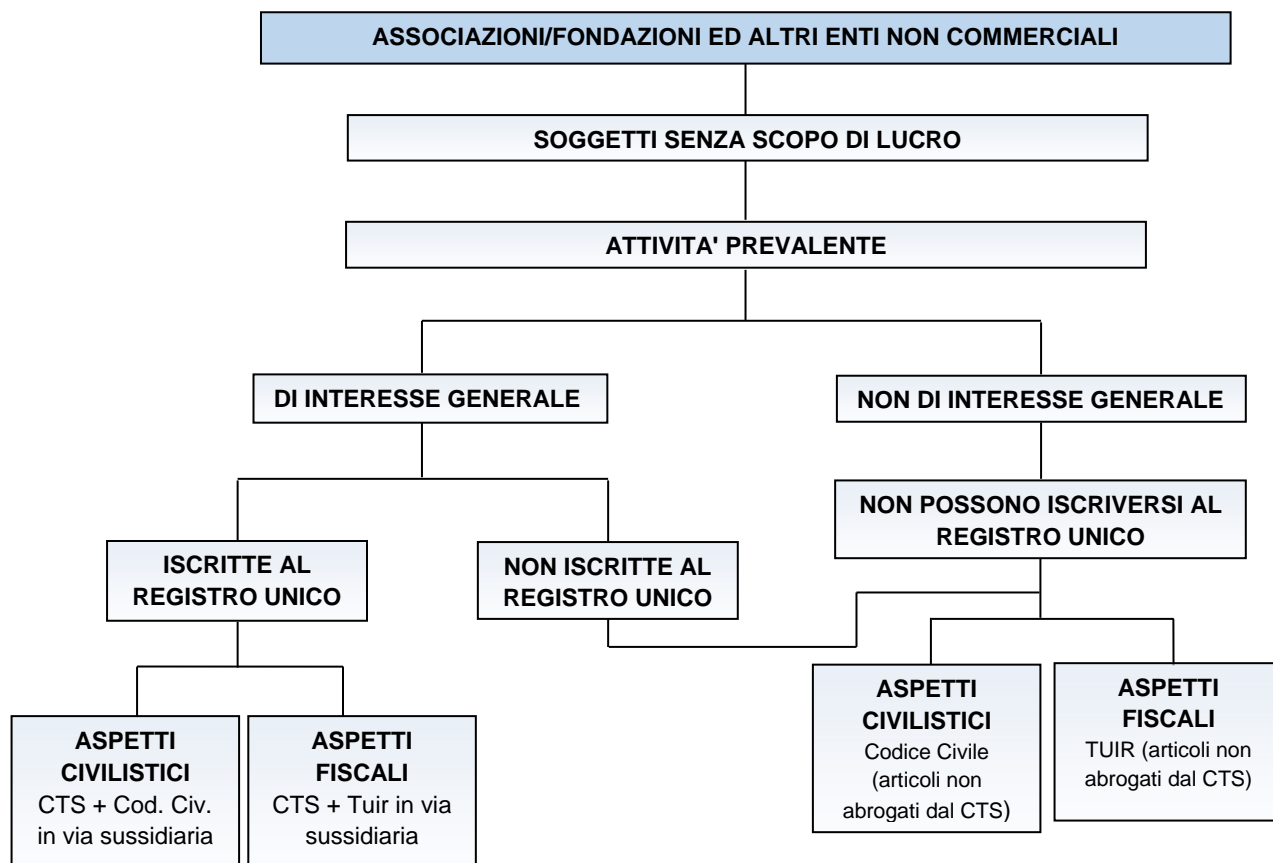 ASSOCIAZIONI/FONDAZIONI ED ALTRI ENTI NON COMMERCIALI
SOGGETTI SENZA SCOPO DI LUCRO
ATTIVITA' PREVALENTE
DI INTERESSE GENERALE
NON DI INTERESSE GENERALE
ISCRITTE AL
REGISTRO UNICO
NON ISCRITTE AL
REGISTRO UNICO
NON POSSONO ISCRIVERSI AL
REGISTRO UNICO
ASPETTI
CIVILISTICI
CTS + Cod. Civ.
in via sussidiaria
ASPETTI
FISCALI
CTS + Tuir in via
sussidiaria
ASPETTI
CIVILISTICI
Codice Civile
(articoli non
abrogati dal CTS)
ASPETTI
FISCALI
TUIR (articoli non
abrogati dal CTS)